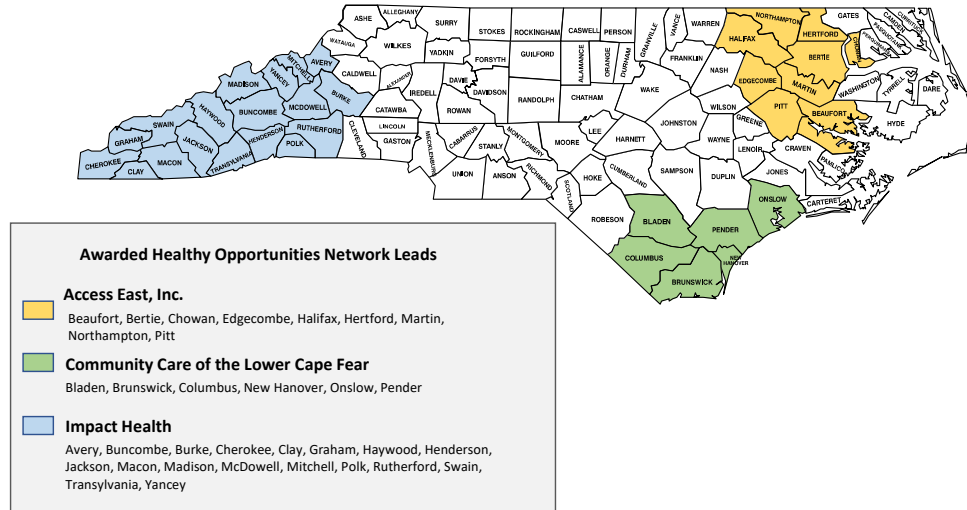 ASHE
ALLEGHANY
SURRY
STOKES
ROCKINGHAM
CASWELL
PERSON
GRANVILLE
VANCE
WARREN
NORTHAMPTON
GATES
CURRITUCK
CAMDEN
PASQUOTANK
PERQUIMANS
HERTFORD
HALIFAX
CHOWAN
BERTIE
WATAUGA
WILKES
YADKIN
FORSYTH
GUILFORD
ALAMANCE
ORANGE
DURHAM
FRANKLIN
NASH
EDGECOMBE
MARTIN
WASHINGTON
TYRRELL
DARE
MITCHELL
AVERY
CALDWELL
ALEXANDER
IREDELL
DAVIE
DAVIDSON
RANDOLPH
CHATHAM
WAKE
WILSON
PITT
BEAUFORT
HYDE
MADISON
YANCEY
BURKE
MCDOWELL
CATAWBA
ROWAN
JOHNSTON
GREENE
HAYWOOD
BUNCOMBE
LINCOLN
LEE
HARNETT
WAYNE
LENOIR
CRAVEN
PAMLICO
SWAIN
GRAHAM
JACKSON
HENDERSON
RUTHERFORD
POLK
CLEVELAND
GASTON
MECKLENBURG
CABARRUS
STANLY
MONTGOMERY
MOORE
CHEROKEE
CLAY
MACON
TRANSYLVANIA
UNION
ANSON
RICHMOND
SCOTLAND
HOKE
CUMBERLAND
SAMPSON
DUPLIN
JONES
ONSLOW
CARTERET
ROBESON
BLADEN
PENDER
COLUMBUS
NEW
HANOVER
BRUNSWICK
Awarded Healthy Opportunities Network Leads
Access East, Inc.
Beaufort, Bertie, Chowan, Edgecombe, Halifax, Hertford, Martin,
Northampton, Pitt
Community Care of the Lower Cape Fear
Bladen, Brunswick, Columbus, New Hanover, Onslow, Pender
Impact Health
Avery, Buncombe, Burke, Cherokee, Clay, Graham, Haywood, Henderson,
Jackson, Macon, Madison, McDowell, Mitchell, Polk, Rutherford, Swain,
Transylvania, Yancey